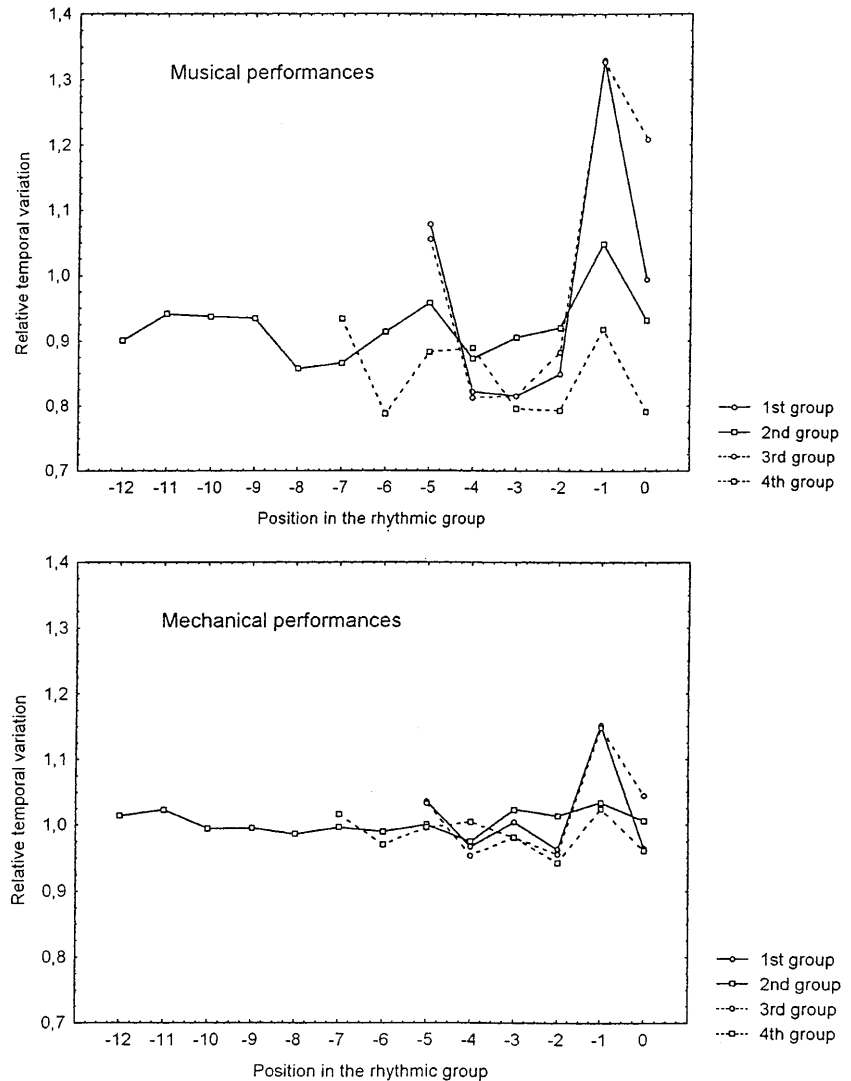 1,4
Musical performances
1,3
1,2
1,1
1,0
0,9
0,8
0,7
Relative temporal variation
-12 -11 -10 -9 -8 -7 -6 -5 -4 -3 -2 -1 0
Position in the rhythmic group
1st group
2nd group
3rd group
4th group
1,4
Mechanical performances
1,3
1,2
1,1
1,0
0,9
0,8
0,7
Relative temporal variation
-12 -11 -10 -9 -8 -7 -6 -5 -4 -3 -2 -1 0
Position in the rhythmic group
1st group
2nd group
3rd group
4th group